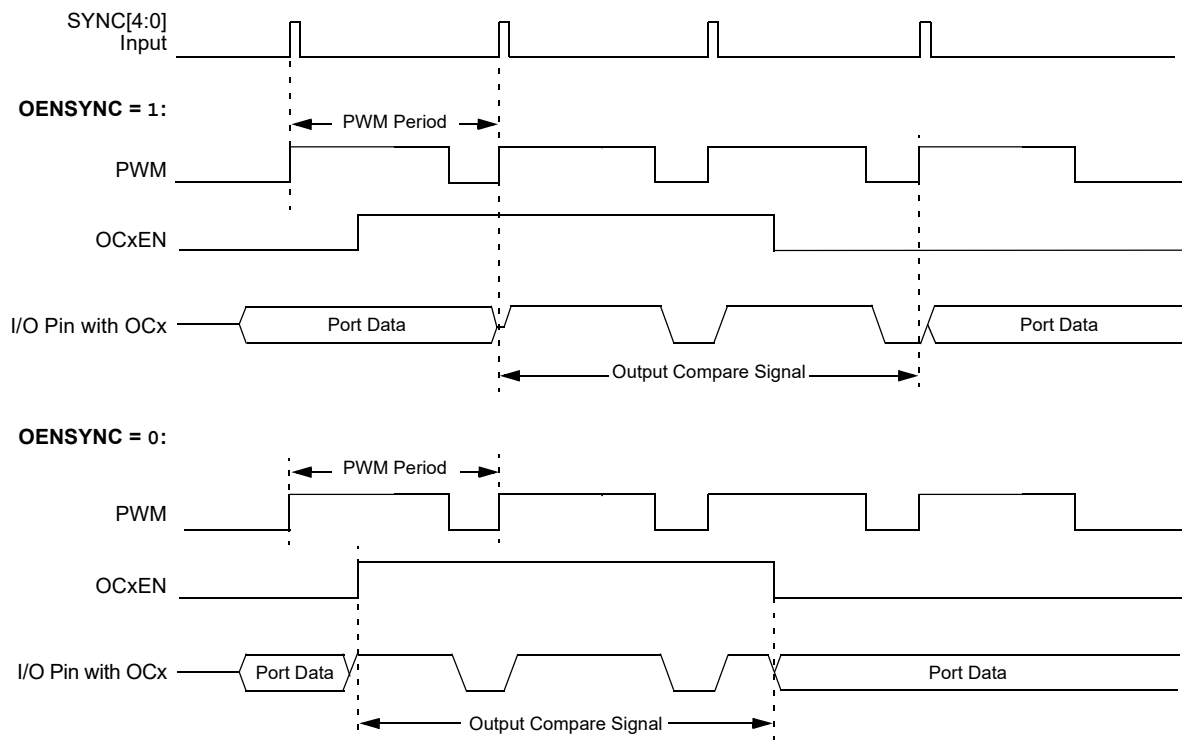 SYNC[4:0]
Input
OENSYNC = 1:
PWM Period
PWM
OCxEN
I/O Pin with OCx
Port Data
Port Data
Output Compare Signal
OENSYNC = 0:
PWM Period
PWM
OCxEN
I/O Pin with OCx
Port Data
Port Data
Output Compare Signal